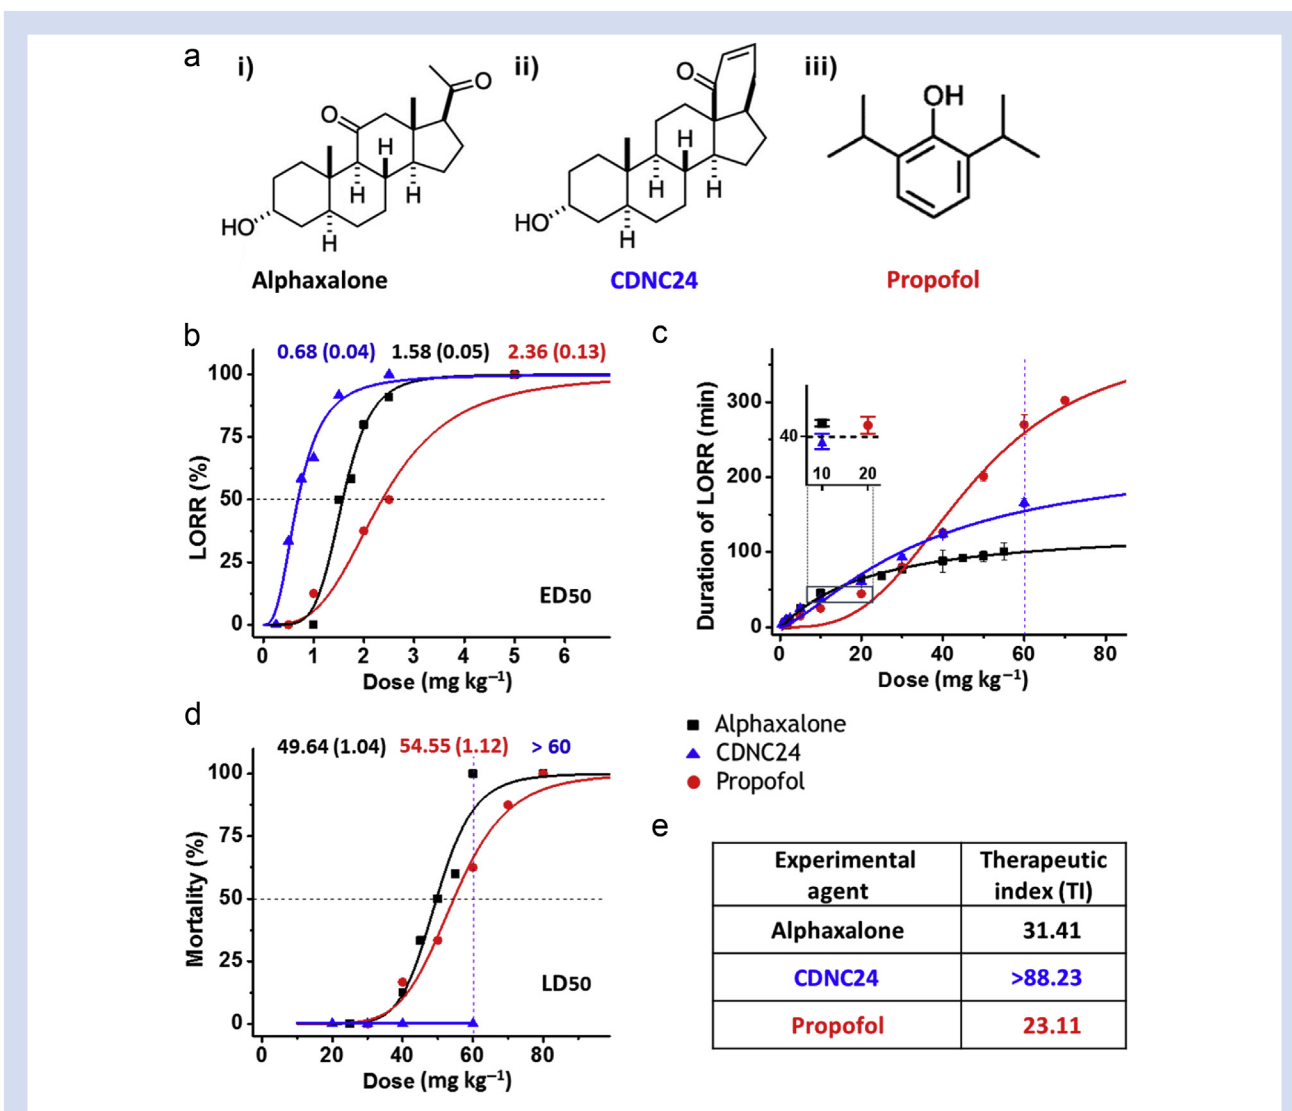 a
i)
ii)
iii)
O
O
H
H
H
H
HO
Alphaxalone
O
H
H
H
H
HO
CDNC24
OH
Propofol
b
0.68 (0.04) 1.58 (0.05) 2.36 (0.13)
100
75
50
25
0
LORR (%)
ED50
0 1 2 3 4 5 6
Dose (mg kg⁻¹)
c
300
200
100
0
Duration of LORR (min)
40
10 20
0 20 40 60 80
Dose (mg kg⁻¹)
d
49.64 (1.04) 54.55 (1.12) > 60
100
75
50
25
0
Mortality (%)
LD50
0 20 40 60 80
Dose (mg kg⁻¹)
Alphaxalone
CDNC24
Propofol
e
Experimental agent
Therapeutic index (TI)
Alphaxalone 31.41
CDNC24 >88.23
Propofol 23.11